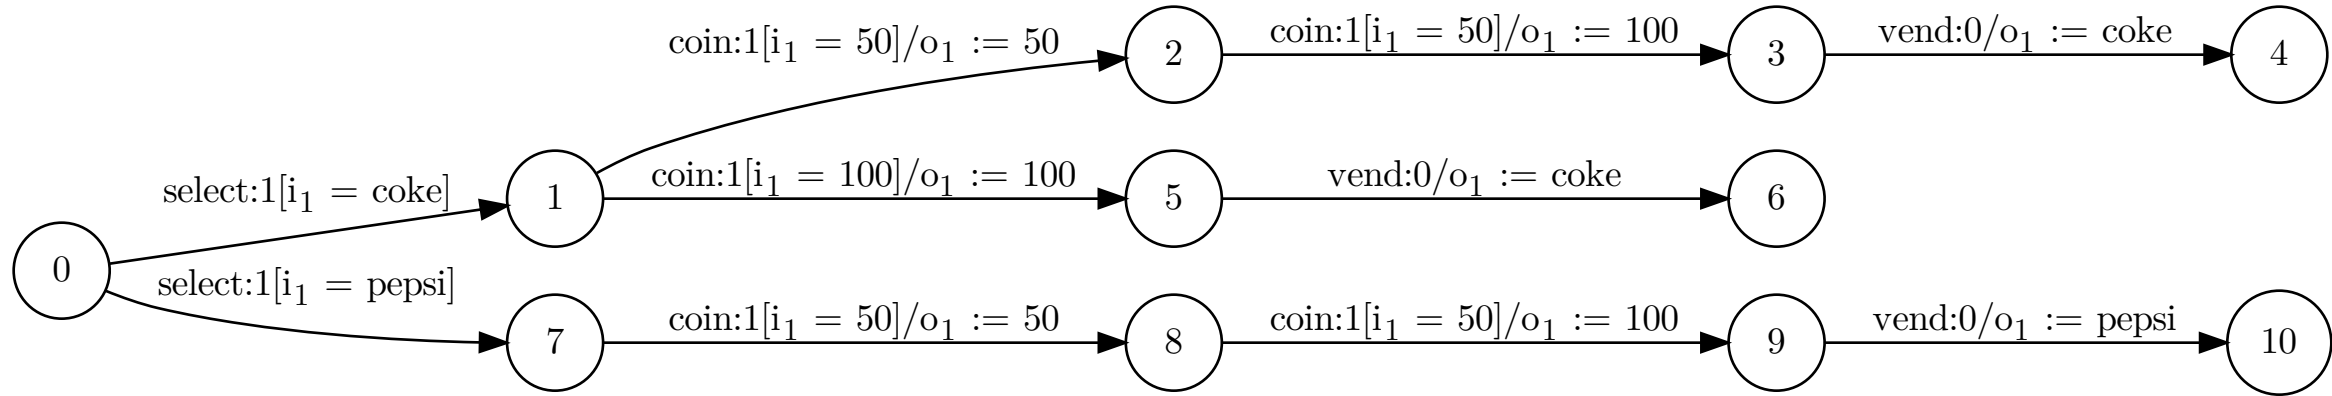 coin:1[i₁ = 50]/o₁ := 50
2
coin:1[i₁ = 50]/o₁ := 100
3
vend:0/o₁ := coke
4
select:1[i₁ = coke]
1
coin:1[i₁ = 100]/o₁ := 100
5
vend:0/o₁ := coke
6
0
select:1[i₁ = pepsi]
7
coin:1[i₁ = 50]/o₁ := 50
8
coin:1[i₁ = 50]/o₁ := 100
9
vend:0/o₁ := pepsi
10